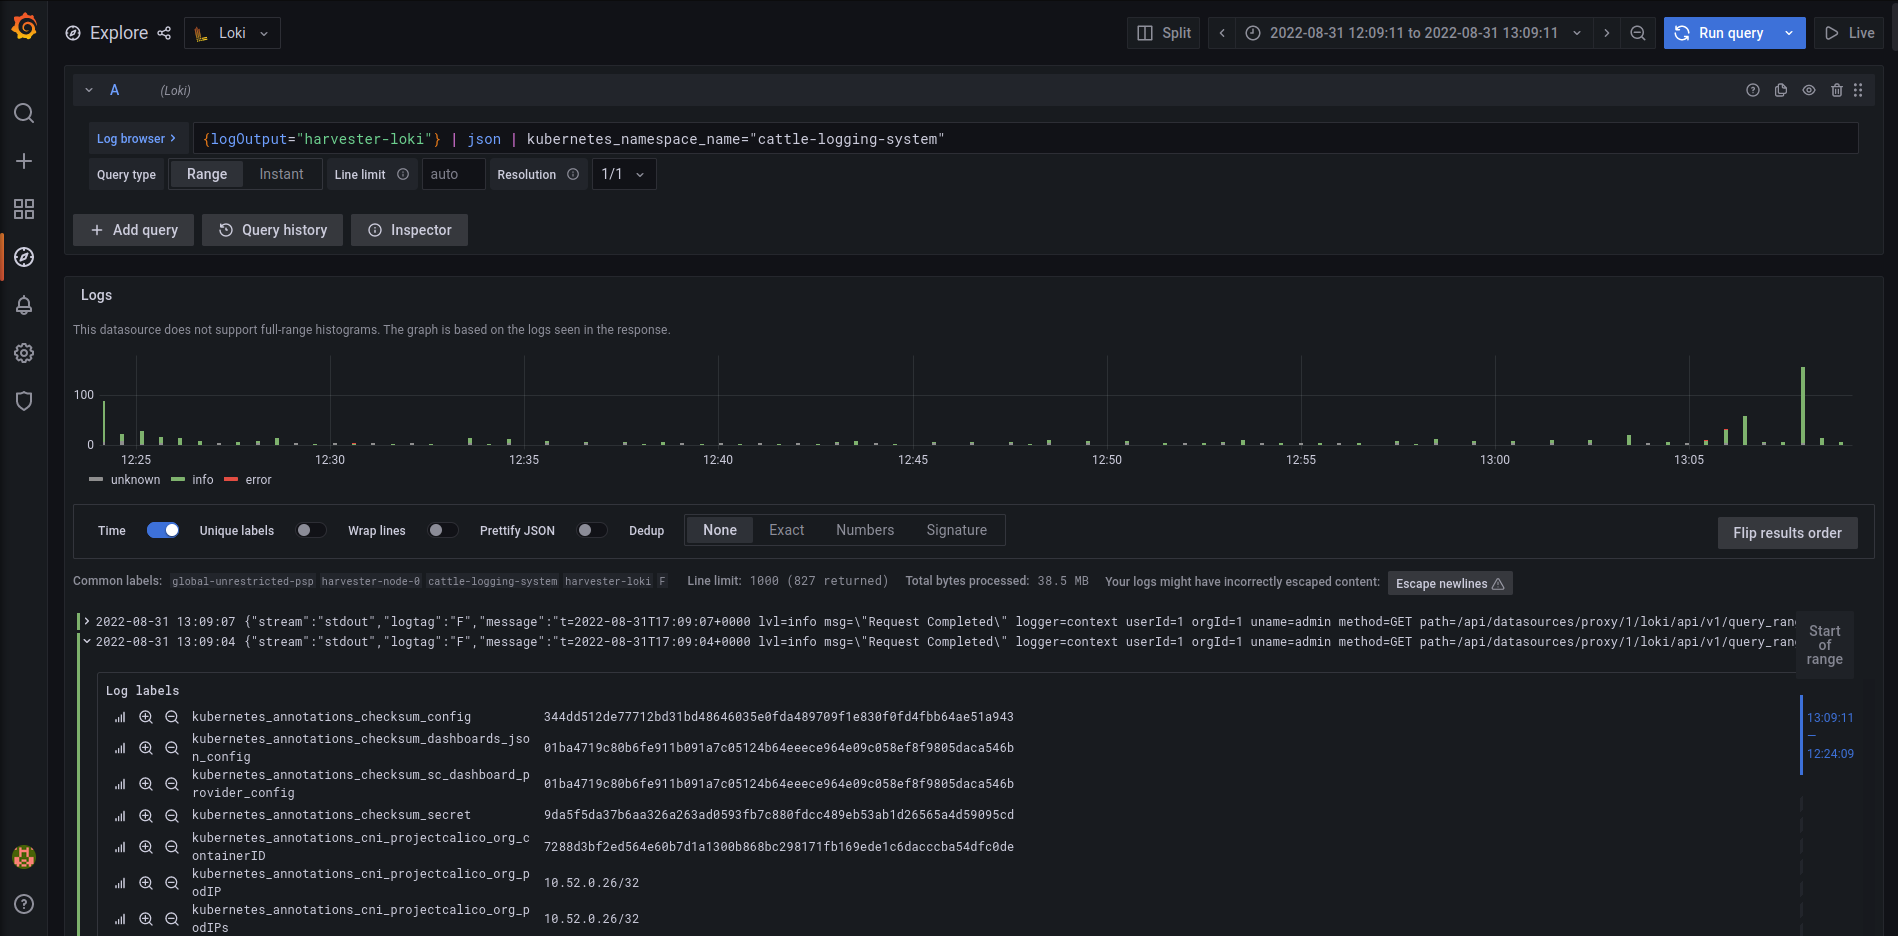 Explore Loki Split 2022-08-31 12:09:11 to 2022-08-31 13:09:11 Run query Live
A (Loki)
Log browser {logOutput="harvester-loki"} | json | kubernetes_namespace_name="cattle-logging-system"
Query type Range Instant Line limit auto Resolution 1/1
Add query Query history Inspector
Logs
This datasource does not support full-range histograms. The graph is based on the logs seen in the response.
100
0
12:25 12:30 12:35 12:40 12:45 12:50 12:55 13:00 13:05
unknown info error
Time Unique labels Wrap lines Prettify JSON Dedup None Exact Numbers Signature Flip results order
Common labels: global-unrestricted-psp harvester-node-0 cattle-logging-system harvester-loki F Line limit: 1000 (827 returned) Total bytes processed: 38.5 MB Your logs might have incorrectly escaped content: Escape newlines
2022-08-31 13:09:07 {"stream":"stdout","logtag":"F","message":"t=2022-08-31T17:09:07+0000 lvl=info msg=\"Request Completed\" logger=context userId=1 orgId=1 uname=admin method=GET path=/api/datasources/proxy/1/loki/api/v1/query_ran
2022-08-31 13:09:04 {"stream":"stdout","logtag":"F","message":"t=2022-08-31T17:09:04+0000 lvl=info msg=\"Request Completed\" logger=context userId=1 orgId=1 uname=admin method=GET path=/api/datasources/proxy/1/loki/api/v1/query_ran
Start
of
range
13:09:11
—
12:24:09
Log labels
kubernetes_annotations_checksum_config 344dd512de77712bd31bd48646035e0fda489709f1e830f0fd4fbb64ae51a943
kubernetes_annotations_checksum_dashboards_jso
n_config 01ba4719c80b6fe911b091a7c05124b64eeece964e09c058ef8f9805daca546b
kubernetes_annotations_checksum_sc_dashboard_p
rovider_config 01ba4719c80b6fe911b091a7c05124b64eeece964e09c058ef8f9805daca546b
kubernetes_annotations_checksum_secret 9da5f5da37b6aa326a263ad0593fb7c880fdcc489eb53ab1d26565a4d59095cd
kubernetes_annotations_cni_projectcalico_org_c
ontainerID 7288d3bf2ed564e60b7d1a1300b868bc298171fb169ede1c6dacccba54dfc0de
kubernetes_annotations_cni_projectcalico_org_p
odIP 10.52.0.26/32
kubernetes_annotations_cni_projectcalico_org_p
odIPs 10.52.0.26/32